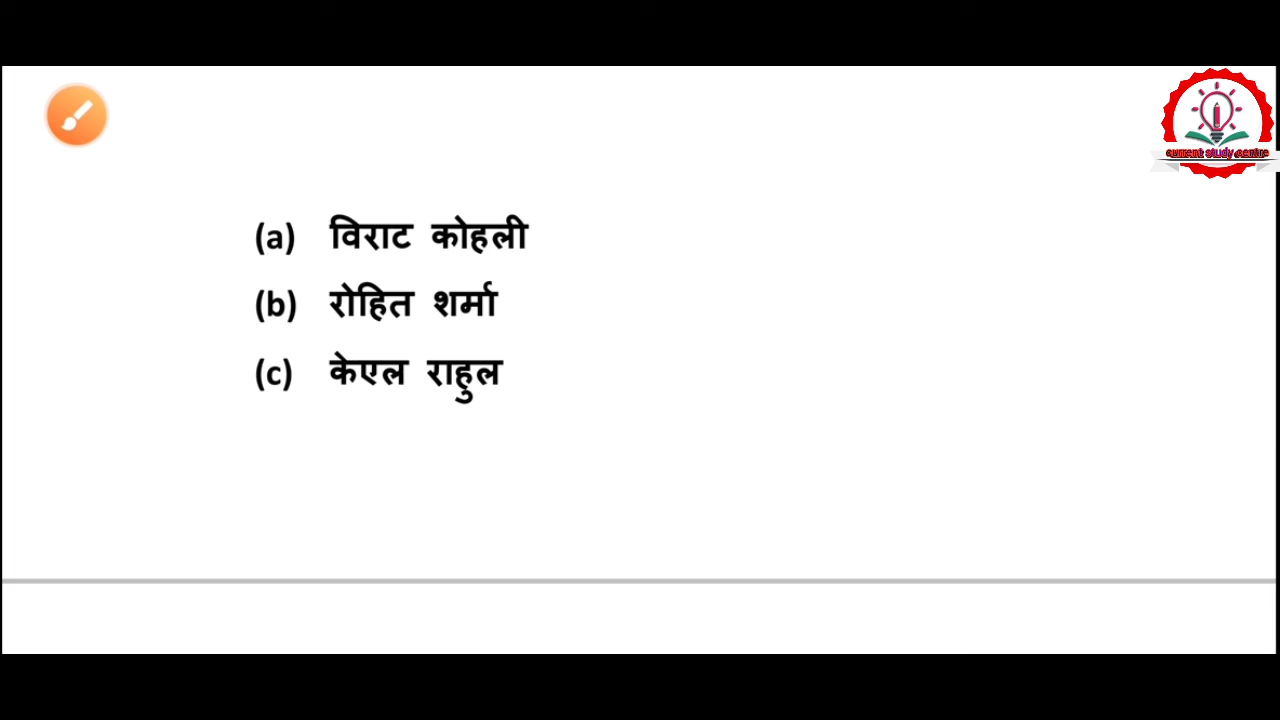 current study centre
(a) विराट कोहली
(b) रोहित शर्मा
(c) केएल राहुल